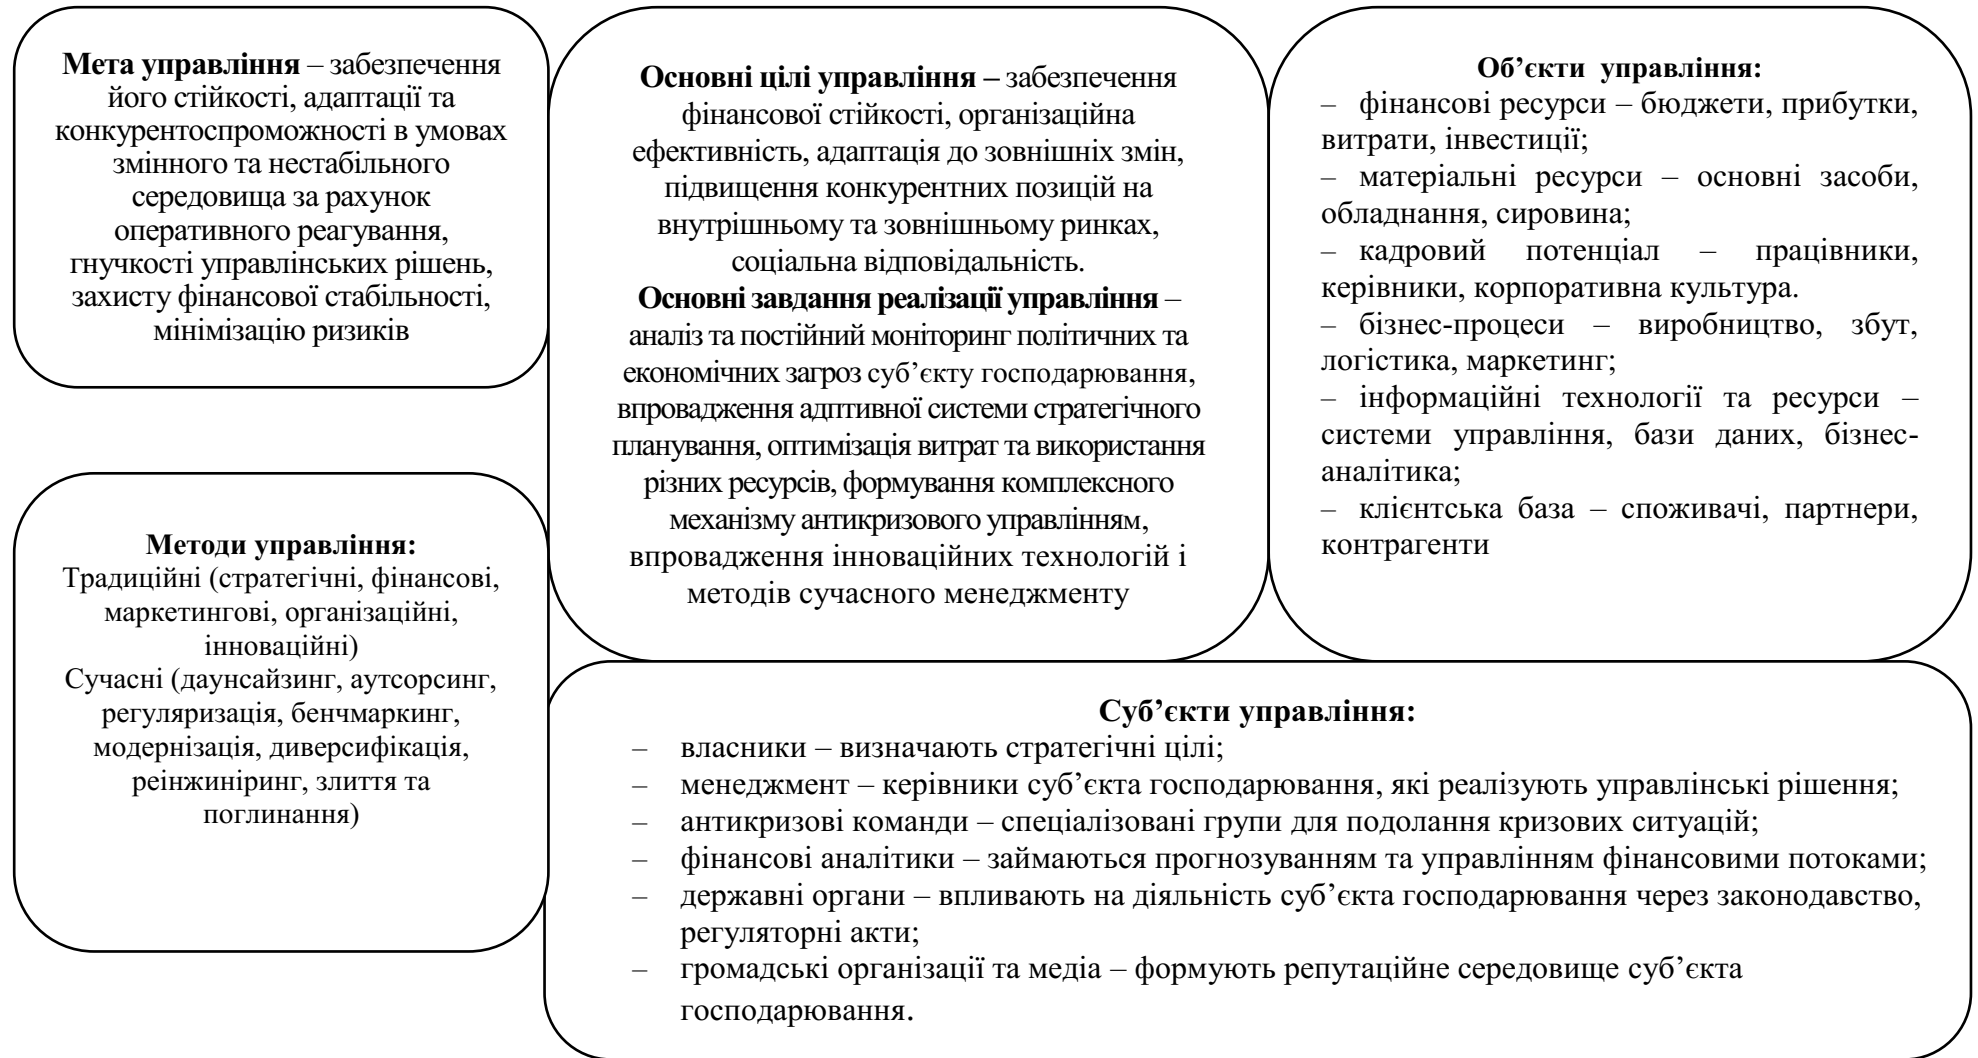 Мета управління – забезпечення
його стійкості, адаптації та
конкурентоспроможності в умовах
змінного та нестабільного
середовища за рахунок
оперативного реагування,
гнучкості управлінських рішень,
захисту фінансової стабільності,
мінімізацію ризиків
Методи управління:
Традиційні (стратегічні, фінансові,
маркетингові, організаційні,
інноваційні)
Сучасні (даунсайзинг, аутсорсинг,
регуляризація, бенчмаркинг,
модернізація, диверсифікація,
реінжиніринг, злиття та
поглинання)
Основні цілі управління – забезпечення
фінансової стійкості, організаційна
ефективність, адаптація до зовнішніх змін,
підвищення конкурентних позицій на
внутрішньому та зовнішньому ринках,
соціальна відповідальність.
Основні завдання реалізації управління –
аналіз та постійний моніторинг політичних та
економічних загроз суб’єкту господарювання,
впровадження адптивної системи стратегічного
планування, оптимізація витрат та використання
різних ресурсів, формування комплексного
механізму антикризового управлінням,
впровадження інноваційних технологій і
методів сучасного менеджменту
Об’єкти управління:
– фінансові ресурси – бюджети, прибутки,
витрати, інвестиції;
– матеріальні ресурси – основні засоби,
обладнання, сировина;
– кадровий потенціал – працівники,
керівники, корпоративна культура.
– бізнес-процеси – виробництво, збут,
логістика, маркетинг;
– інформаційні технології та ресурси –
системи управління, бази даних, бізнес-
аналітика;
– клієнтська база – споживачі, партнери,
контрагенти
Суб’єкти управління:
– власники – визначають стратегічні цілі;
– менеджмент – керівники суб’єкта господарювання, які реалізують управлінські рішення;
– антикризові команди – спеціалізовані групи для подолання кризових ситуацій;
– фінансові аналітики – займаються прогнозуванням та управлінням фінансовими потоками;
– державні органи – впливають на діяльність суб’єкта господарювання через законодавство,
регуляторні акти;
– громадські організації та медіа – формують репутаційне середовище суб’єкта
господарювання.